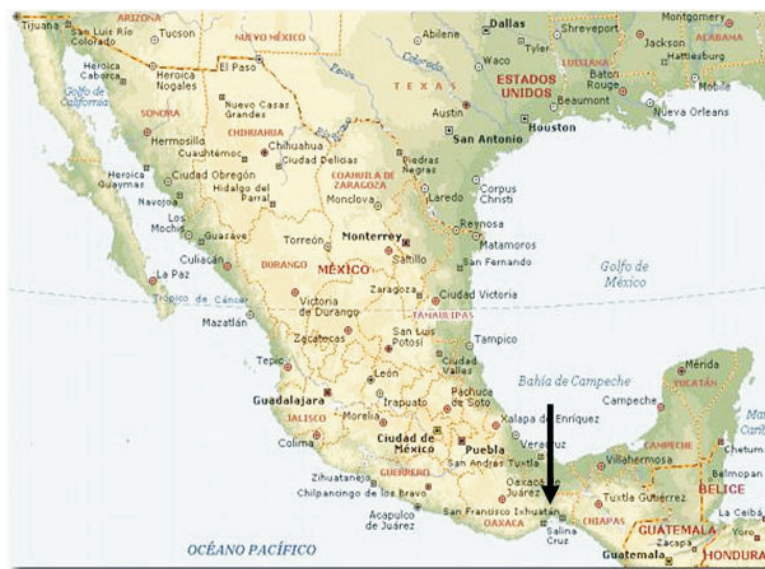 Tijuana
San Luis Río
Colorado
ARIZONA
Tucson
NUEVO MÉXICO
El Paso
Abilene
Dallas
Tyler
Shreveport
Jackson
Montgomery
ALABAMA
Hattiesburg
Waco
Colorado
Pecos
TEXAS
LUISIANA
Heroica
Caborca
Heroica
Nogales
ESTADOS
UNIDOS
Baton
Rouge
Mobile
Beaumont
Nueva Orleans
Golfo de
California
Nuevo Casas
Grandes
Austin
SONORA
CHIHUAHUA
San Antonio
Houston
Hermosillo
Chihuahua
Cuauhtémoc
Ciudad Delicias
Piedras
Negras
Heroica
Guaymas
Ciudad Obregón
Hidalgo del
Parral
COAHUILA DE
ZARAGOZA
Monclova
Laredo
Corpus
Christi
Navojoa
Los
Mochis
Guasave
Reynosa
Matamoros
Torreón
Monterrey
Saltillo
Culiacán
DURANGO
MÉXICO
San Fernando
Golfo de
México
La Paz
Zaragoza
Ciudad Victoria
Trópico de Cáncer
Victoria
de Durango
TAMAULIPAS
Mazatlán
Zacatecas
San Luis
Potosí
Tampico
Ciudad
Valles
Tepic
León
Bahía de Campeche
Mérida
YUCATÁN
Guadalajara
Irapuato
Pachuca
de Soto
Campeche
JALISCO
Morelia
Xalapa de Enríquez
Colima
Ciudad de
México
Puebla
Veracruz
CAMPECHE
Chetuma
San Andrés Tuxtla
Villahermosa
Belmopan
Zihuatanejo
GUERRERO
Oaxaca de
Juárez
BELICE
Chilpancingo de los Bravo
Tuxtla Gutiérrez
La Ceiba
San Francisco Ixhuatán
Acapulco
de Juárez
OAXACA
Salina
Cruz
CHIAPAS
GUATEMALA
Yoro
Zacapa
OCÉANO PACÍFICO
Guatemala
HONDURA